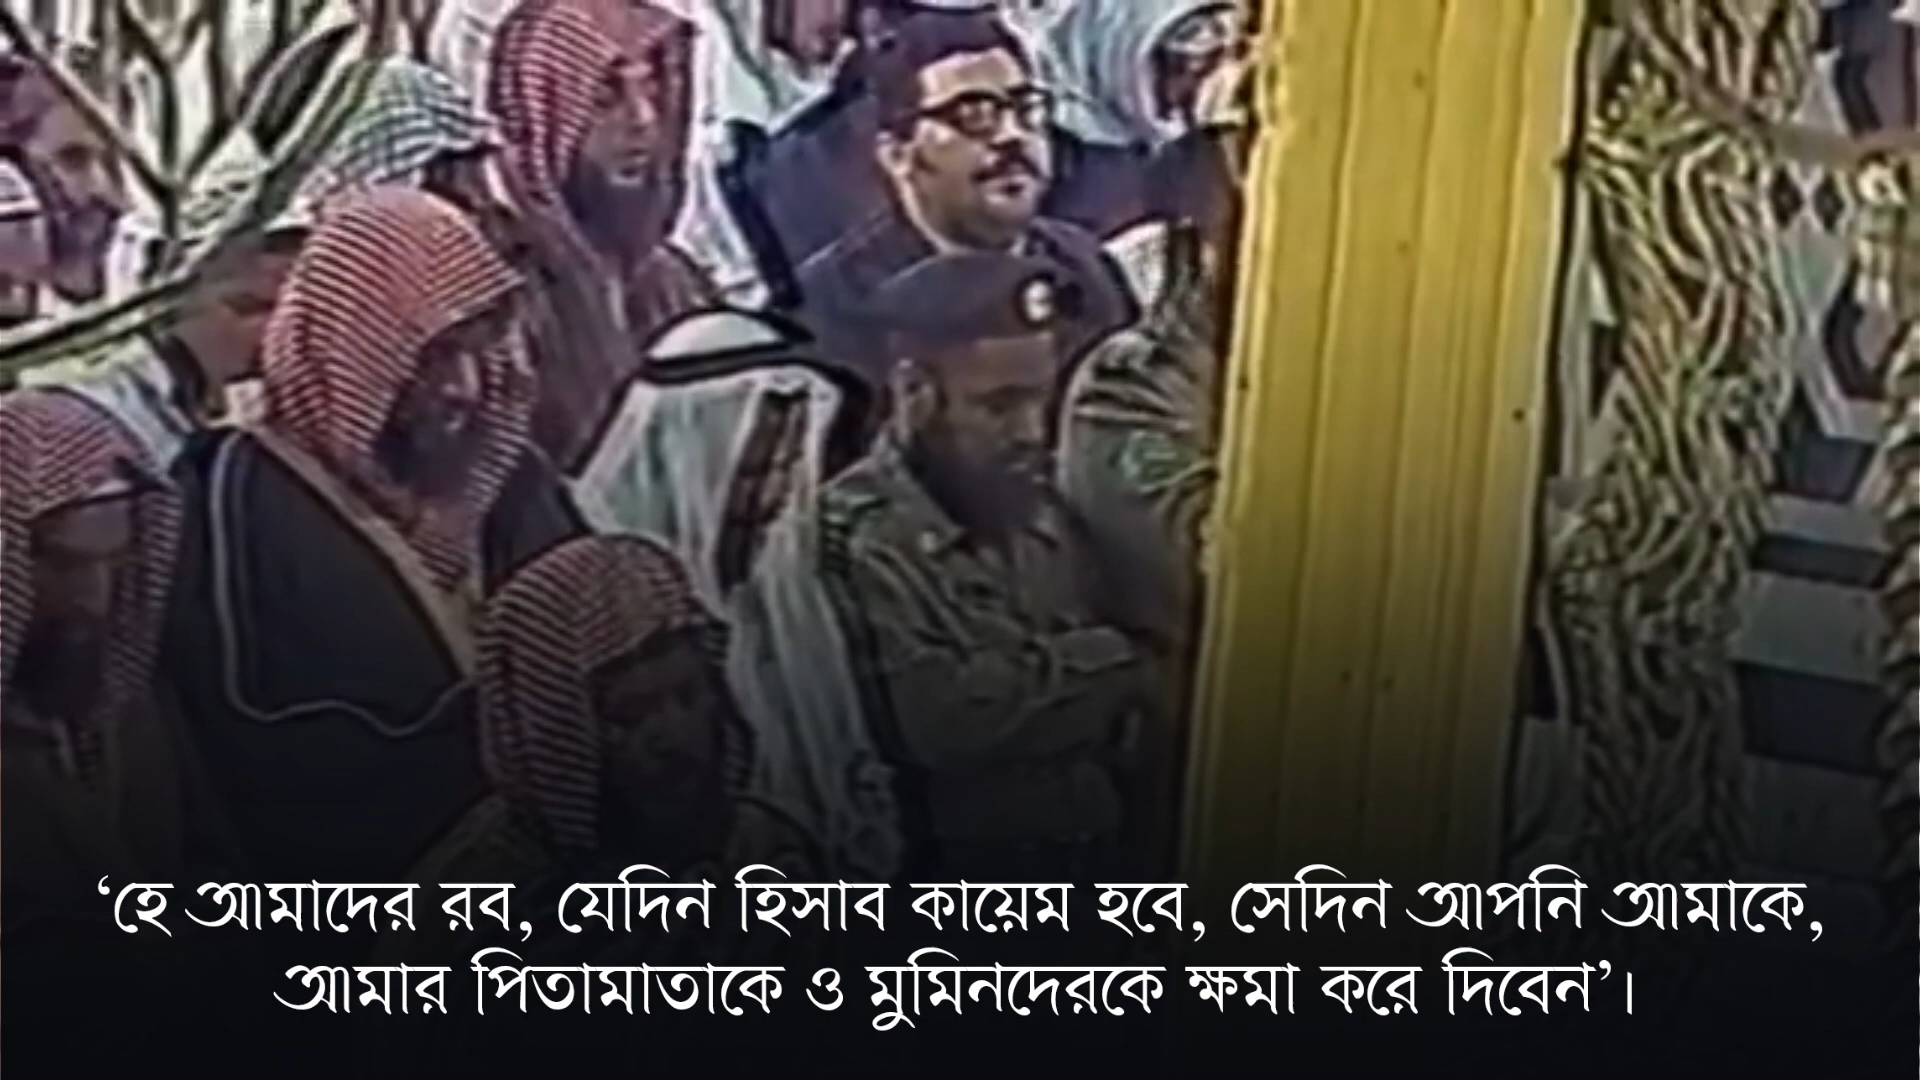 ‘হে আমাদের রব, যেদিন হিসাব কায়েম হবে, সেদিন আপনি আমাকে,
আমার পিতামাতাকে ও মুমিনদেরকে ক্ষমা করে দিবেন’।